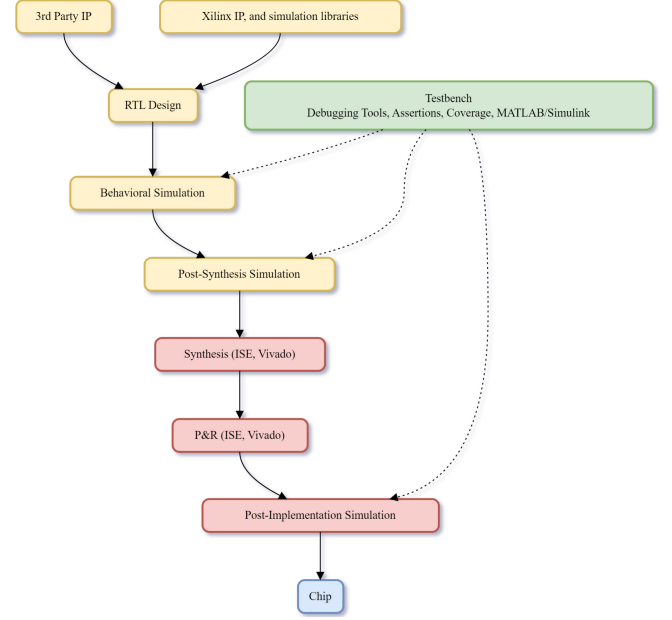 3rd Party IP
Xilinx IP, and simulation libraries
RTL Design
Testbench
Debugging Tools, Assertions, Coverage, MATLAB/Simulink
Behavioral Simulation
Post-Synthesis Simulation
Synthesis (ISE, Vivado)
P&R (ISE, Vivado)
Post-Implementation Simulation
Chip